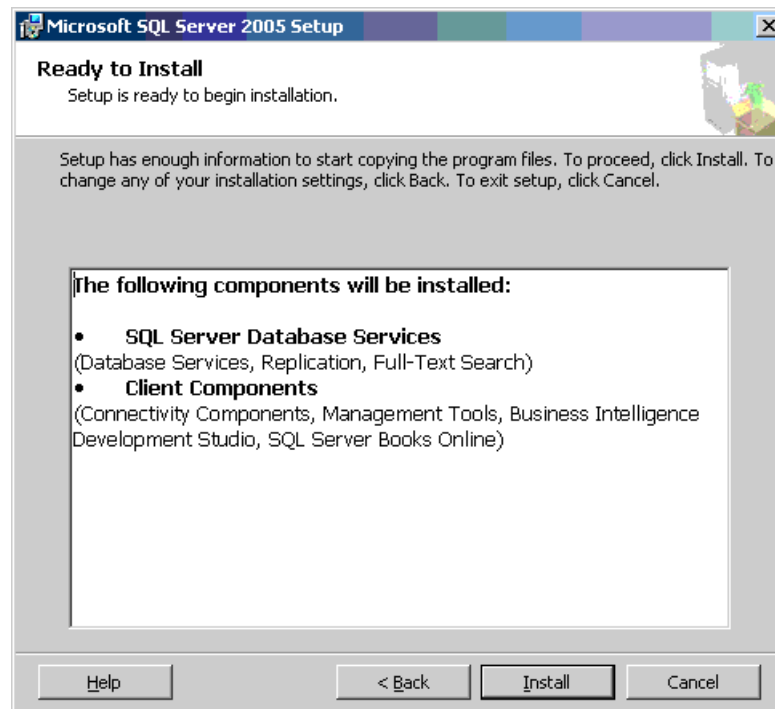 Microsoft SQL Server 2005 Setup
Ready to Install
Setup is ready to begin installation.
Setup has enough information to start copying the program files. To proceed, click Install. To
change any of your installation settings, click Back. To exit setup, click Cancel.
The following components will be installed:
• SQL Server Database Services
(Database Services, Replication, Full-Text Search)
• Client Components
(Connectivity Components, Management Tools, Business Intelligence
Development Studio, SQL Server Books Online)
Help < Back Install Cancel